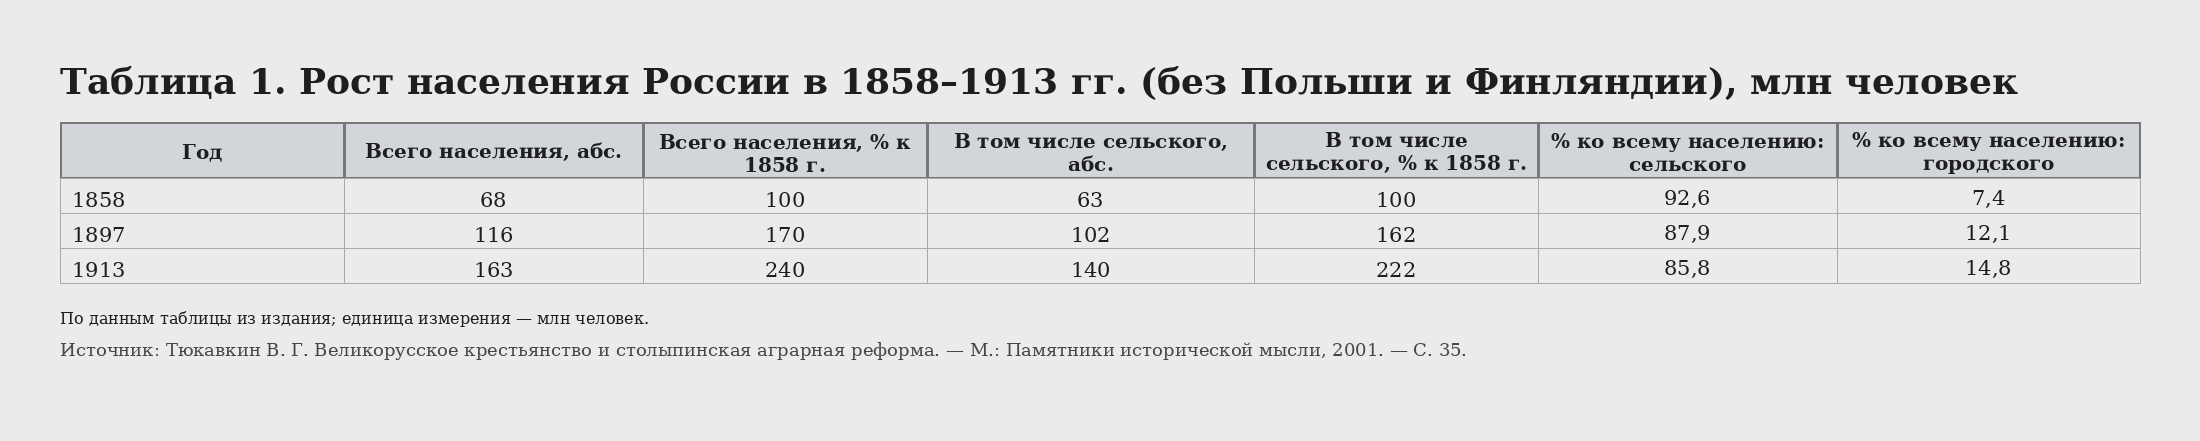 Таблица 1. Рост населения России в 1858–1913 гг. (без Польши и Финляндии), млн человек
Год | Всего населения, абс. | Всего населения, % к 1858 г. | В том числе сельского, абс. | В том числе сельского, % к 1858 г. | % ко всему населению: сельского | % ко всему населению: городского
1858 | 68 | 100 | 63 | 100 | 92,6 | 7,4
1897 | 116 | 170 | 102 | 162 | 87,9 | 12,1
1913 | 163 | 240 | 140 | 222 | 85,8 | 14,8
По данным таблицы из издания; единица измерения — млн человек.
Источник: Тюкавкин В. Г. Великорусское крестьянство и столыпинская аграрная реформа. — М.: Памятники исторической мысли, 2001. — С. 35.